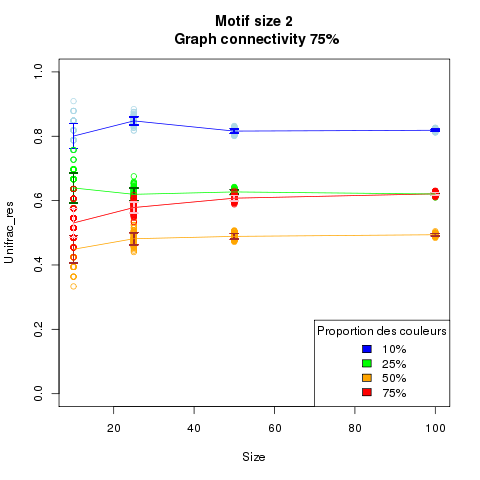 Motif size 2
Graph connectivity 75%
Unifrac_res
1.0
0.8
0.6
0.4
0.2
0.0
20 40 60 80 100
Size
Proportion des couleurs
10%
25%
50%
75%